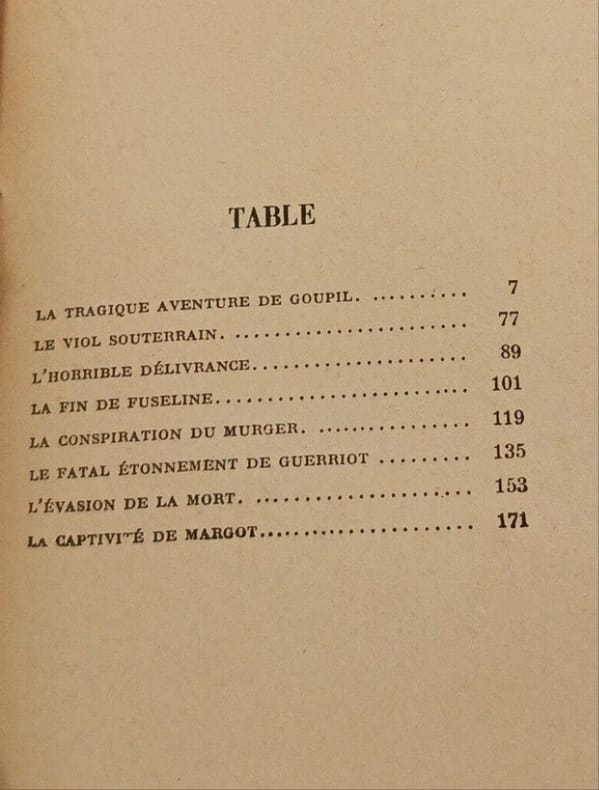 TABLE
LA TRAGIQUE AVENTURE DE GOUPIL. .......... 7
LE VIOL SOUTERRAIN. ....................... 77
L'HORRIBLE DÉLIVRANCE..................... 89
LA FIN DE FUSELINE......................... 101
LA CONSPIRATION DU MURGER. ............... 119
LE FATAL ÉTONNEMENT DE GUERRIOT ......... 135
L'ÉVASION DE LA MORT. ...................... 153
LA CAPTIVITÉ DE MARGOT...................... 171